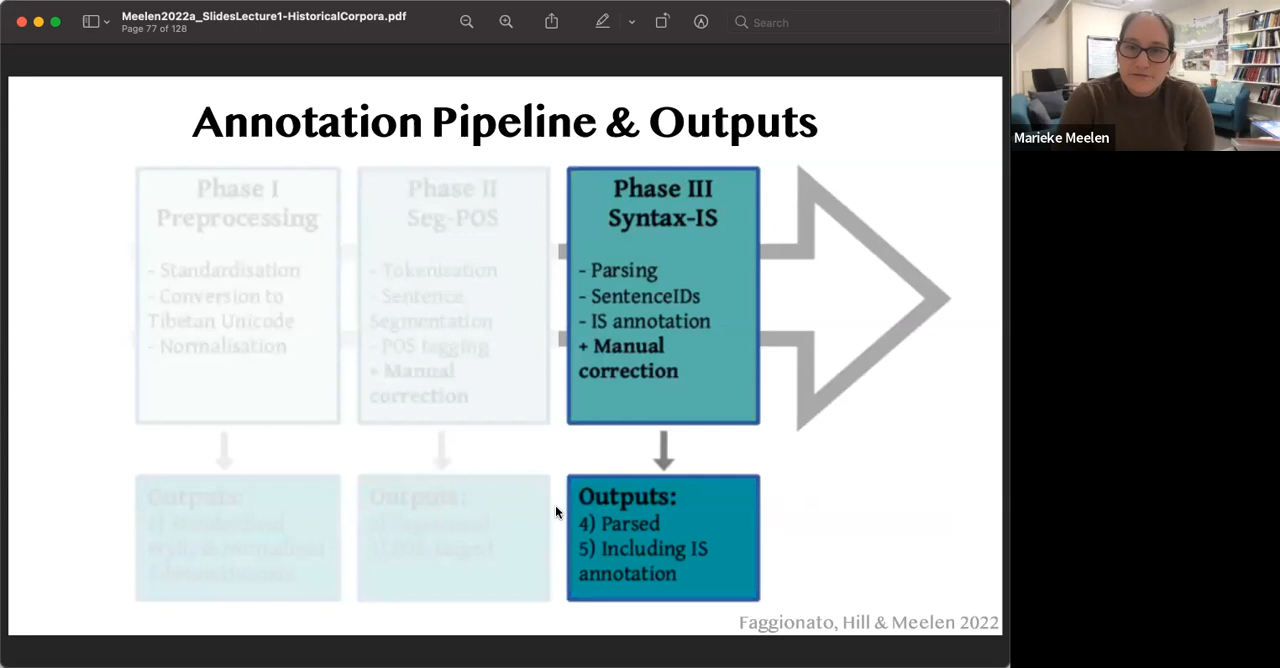 Meelen2022a_SlidesLecture1-HistoricalCorpora.pdf
Page 77 of 128
Search
Marieke Meelen
Annotation Pipeline & Outputs
Phase I
Preprocessing
- Standardisation
- Conversion to
Tibetan Unicode
- Normalisation
Phase II
Seg-POS
- Tokenisation
- Sentence
Segmentation
- POS tagging
+ Manual
correction
Phase III
Syntax-IS
- Parsing
- SentenceIDs
- IS annotation
+ Manual
correction
Outputs:
Outputs:
Outputs:
4) Parsed
5) Including IS
annotation
Faggionato, Hill & Meelen 2022